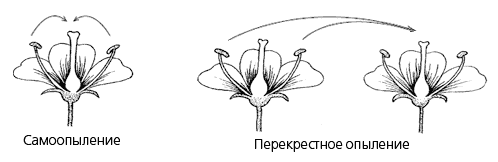 Самоопыление
Перекрестное опыление